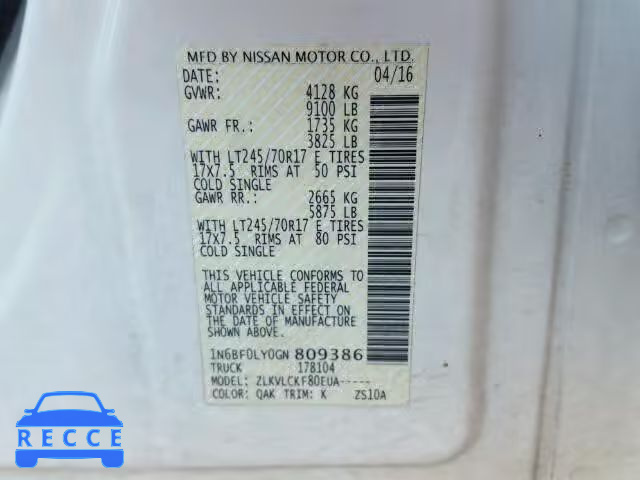 MFD BY NISSAN MOTOR CO., LTD.
DATE: 04/16
GVWR: 4128 KG
9100 LB
GAWR FR.: 1735 KG
3825 LB
WITH LT245/70R17 E TIRES
17X7.5 RIMS AT 50 PSI
COLD SINGLE
GAWR RR.: 2665 KG
5875 LB
WITH LT245/70R17 E TIRES
17X7.5 RIMS AT 80 PSI
COLD SINGLE
THIS VEHICLE CONFORMS TO
ALL APPLICABLE FEDERAL
MOTOR VEHICLE SAFETY
STANDARDS IN EFFECT ON THE
DATE OF MANUFACTURE
SHOWN ABOVE.
1N6BF0LY0GN 809386
TRUCK 178104
MODEL: ZLKVLCKF80EUA-----
COLOR: QAK TRIM: K ZS10A
RECCE